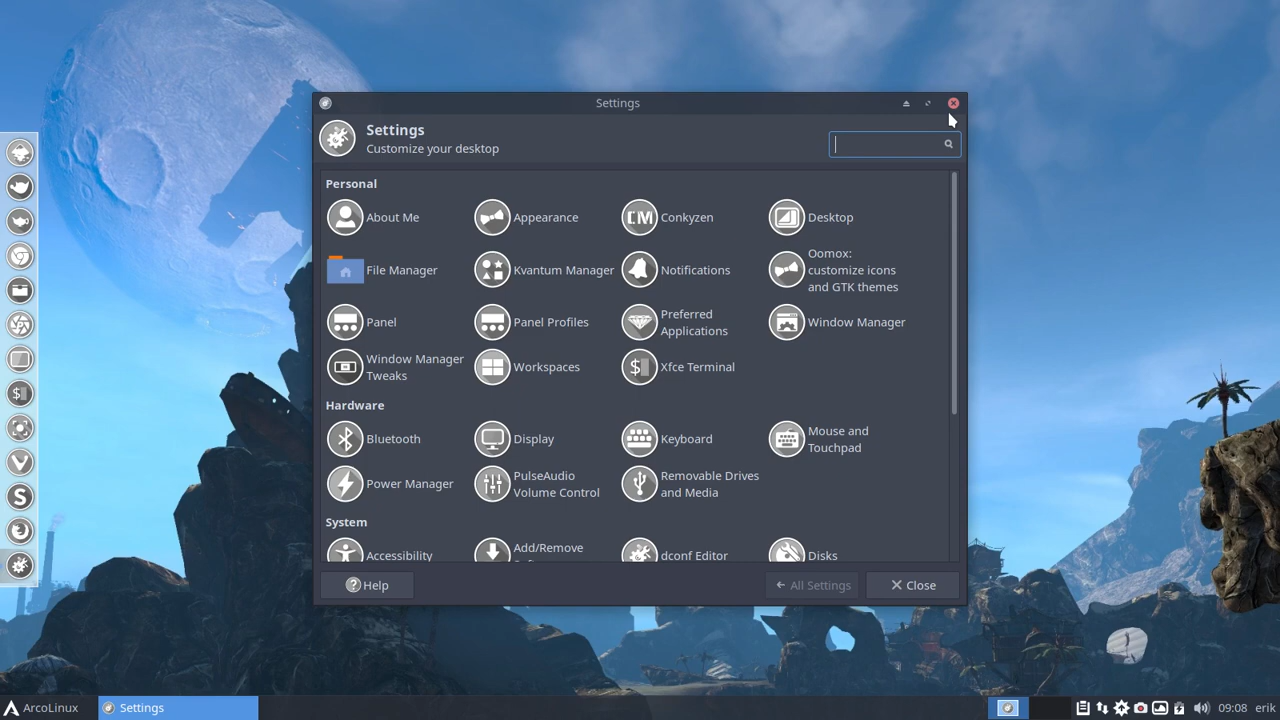 Settings
Settings
Customize your desktop
Personal
About Me
Appearance
Conkyzen
Desktop
File Manager
Kvantum Manager
Notifications
Oomox:
customize icons
and GTK themes
Panel
Panel Profiles
Preferred
Applications
Window Manager
Window Manager
Tweaks
Workspaces
Xfce Terminal
Hardware
Bluetooth
Display
Keyboard
Mouse and
Touchpad
Power Manager
PulseAudio
Volume Control
Removable Drives
and Media
System
Accessibility
Add/Remove
dconf Editor
Disks
Help
All Settings
Close
ArcoLinux
Settings
09:08
erik